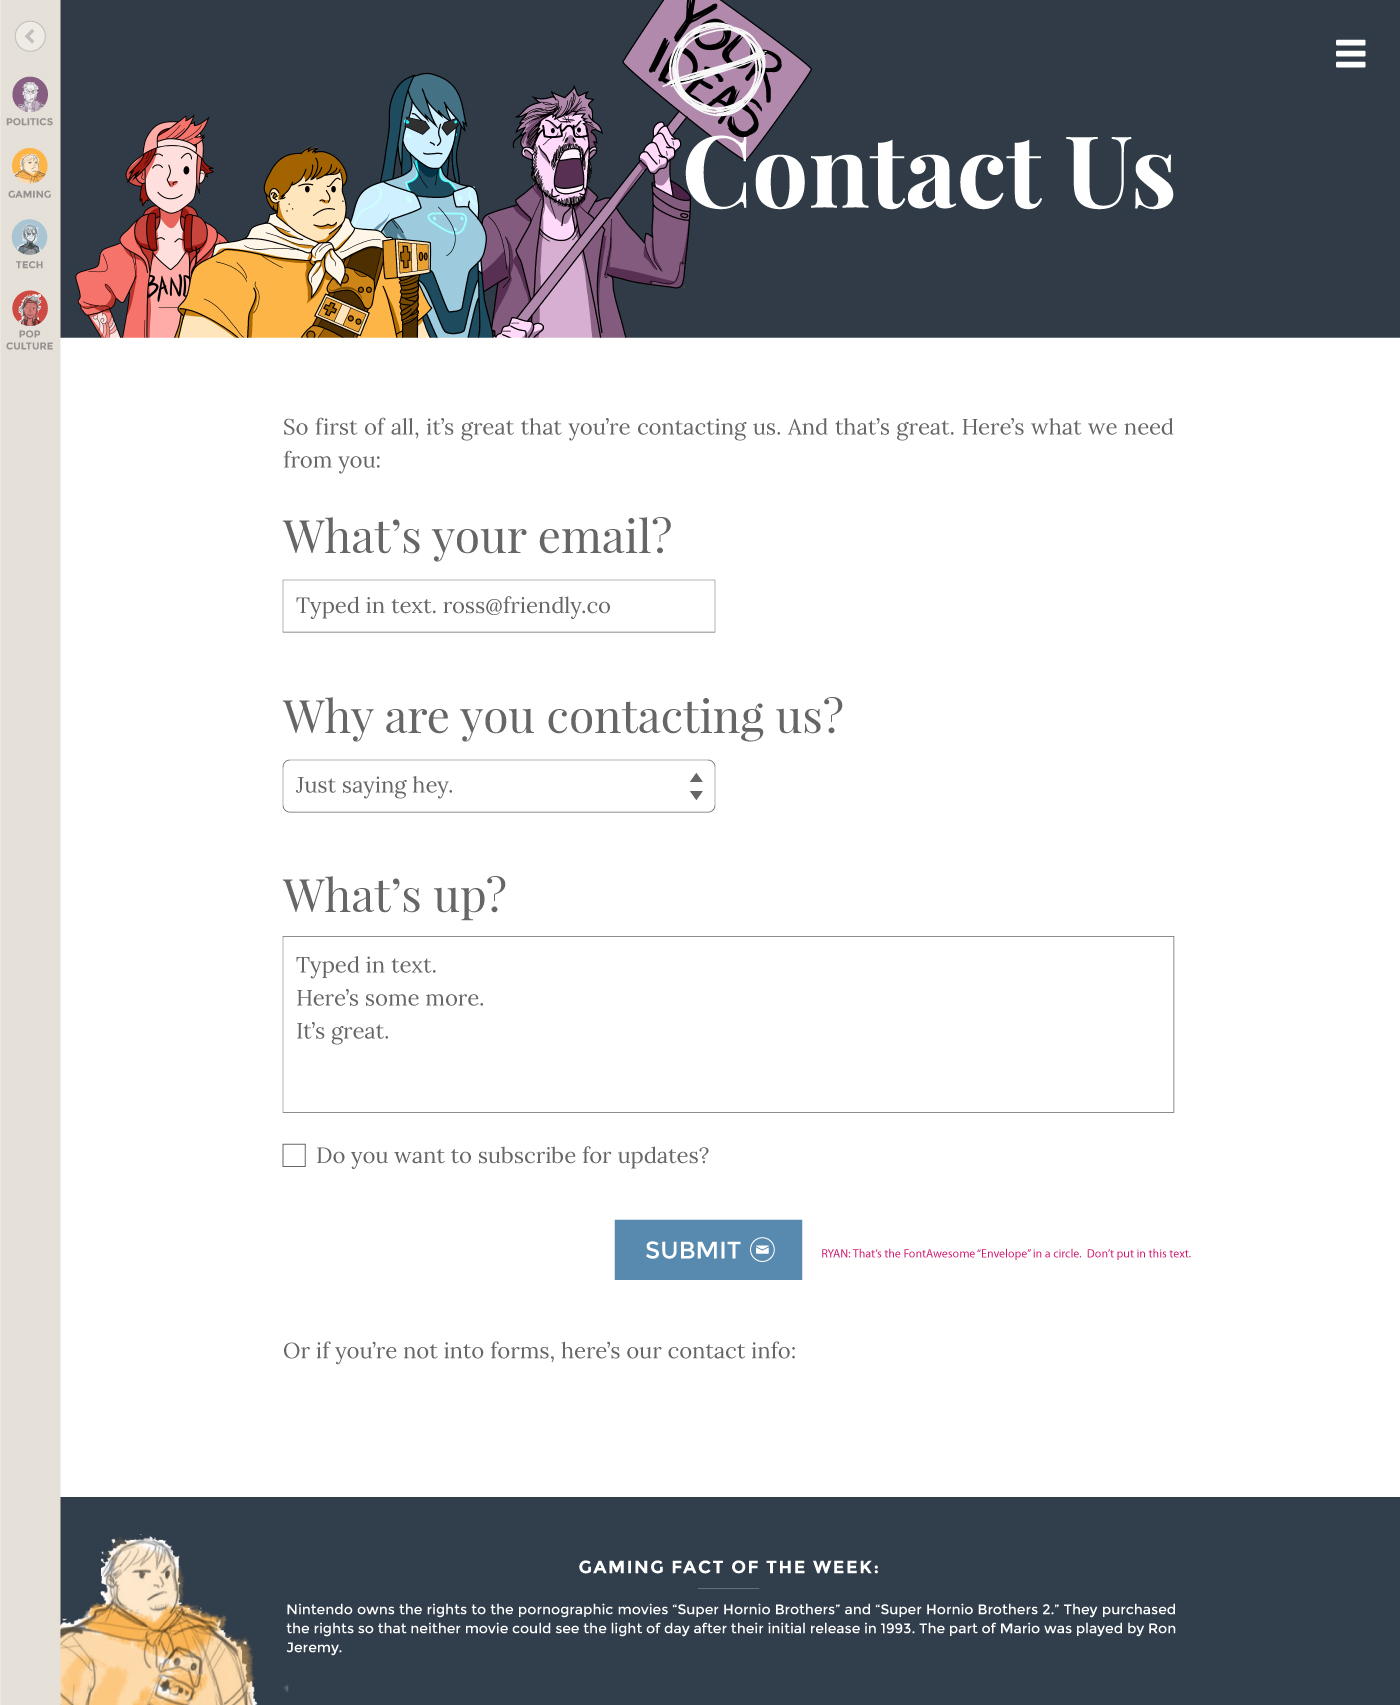 POLITICS
GAMING
TECH
POP
CULTURE
YOUR
IDEAS
BAND
Contact Us
So first of all, it’s great that you’re contacting us. And that’s great. Here’s what we need
from you:
What’s your email?
Typed in text. ross@friendly.co
Why are you contacting us?
Just saying hey.
What’s up?
Typed in text.
Here’s some more.
It’s great.
Do you want to subscribe for updates?
SUBMIT
RYAN: That’s the FontAwesome “Envelope” in a circle. Don’t put in this text.
Or if you’re not into forms, here’s our contact info:
GAMING FACT OF THE WEEK:
Nintendo owns the rights to the pornographic movies “Super Hornio Brothers” and “Super Hornio Brothers 2.” They purchased
the rights so that neither movie could see the light of day after their initial release in 1993. The part of Mario was played by Ron
Jeremy.